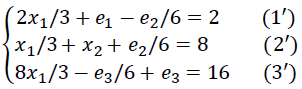 2x₁/3 + e₁ − e₂/6 = 2 (1′)
x₁/3 + x₂ + e₂/6 = 8 (2′)
8x₁/3 − e₃/6 + e₃ = 16 (3′)